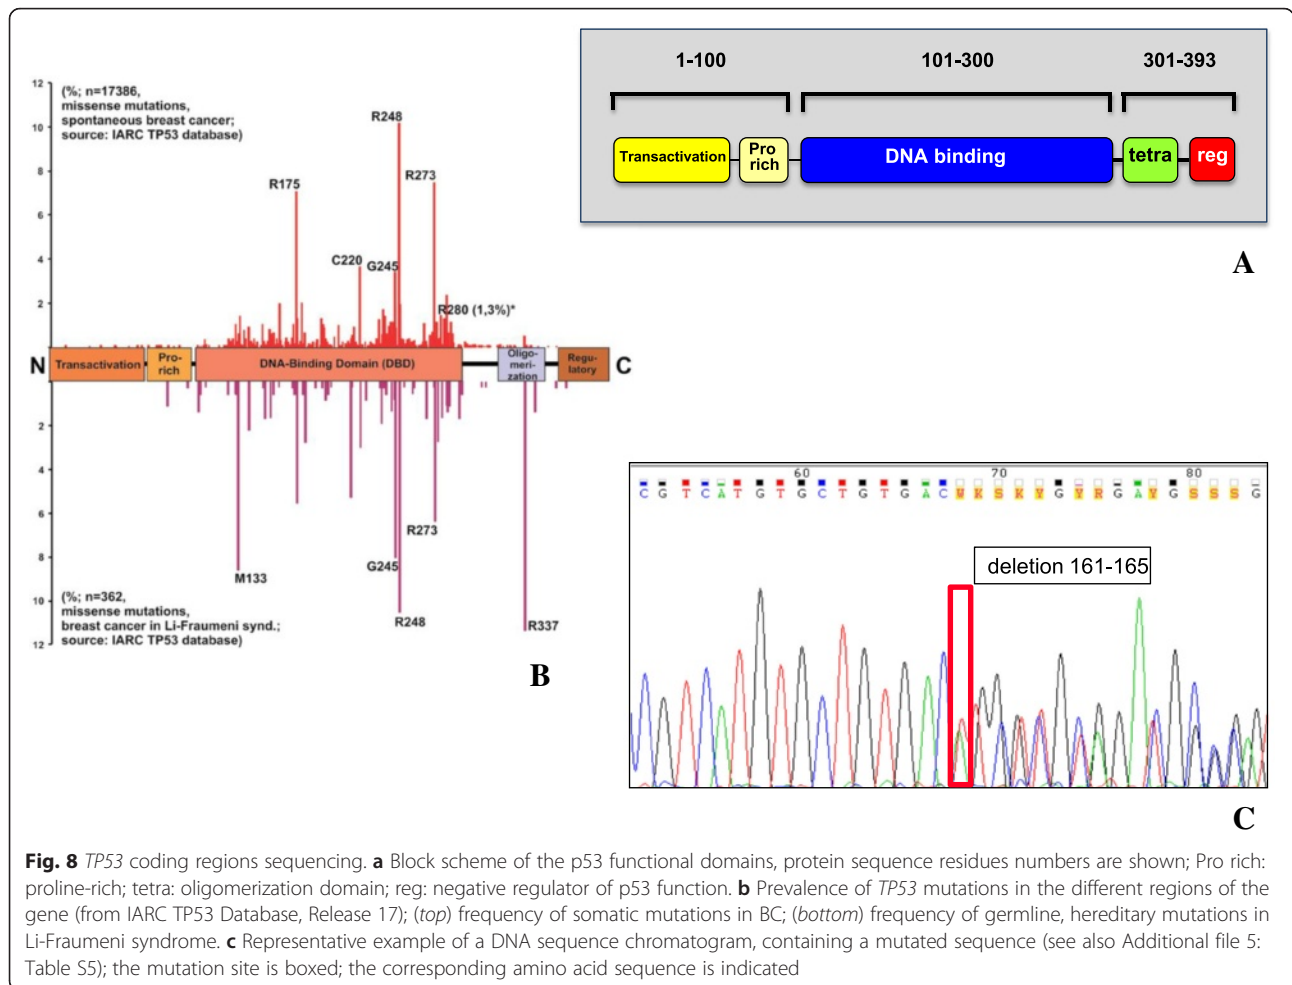 1-100 101-300 301-393
Transactivation Pro rich DNA binding tetra reg
A
12
10
8
6
4
2
(%; n=17386,
missense mutations,
spontaneous breast cancer;
source: IARC TP53 database)
R248
R175
R273
C220
G245
R280 (1,3%)*
N Transactivation Pro-rich DNA-Binding Domain (DBD) Oligo-meri-zation Regu-latory C
2
4
6
8
10
12
R273
G245
M133
R248
R337
(%; n=362,
missense mutations,
breast cancer in Li-Fraumeni synd.;
source: IARC TP53 database)
B
60 70 80
C G T C A T G T G C T G T G A C W K S K Y G Y R G A Y G S S S G
deletion 161-165
C
Fig. 8 TP53 coding regions sequencing. a Block scheme of the p53 functional domains, protein sequence residues numbers are shown; Pro rich:
proline-rich; tetra: oligomerization domain; reg: negative regulator of p53 function. b Prevalence of TP53 mutations in the different regions of the
gene (from IARC TP53 Database, Release 17); (top) frequency of somatic mutations in BC; (bottom) frequency of germline, hereditary mutations in
Li-Fraumeni syndrome. c Representative example of a DNA sequence chromatogram, containing a mutated sequence (see also Additional file 5:
Table S5); the mutation site is boxed; the corresponding amino acid sequence is indicated